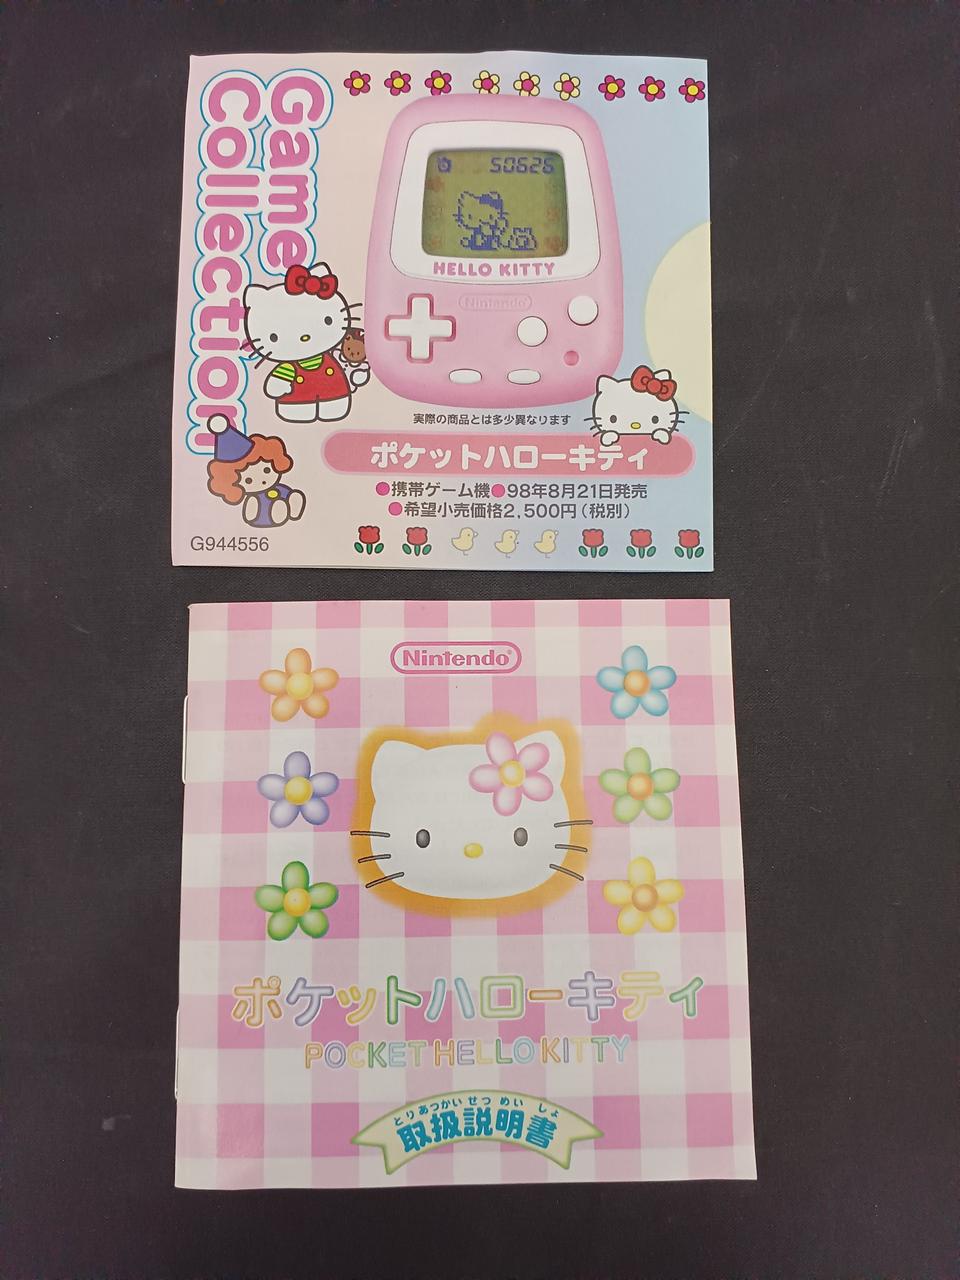 Game
Collection
50625
HELLO KITTY
Nintendo
実際の商品とは多少異なります
ポケットハローキティ
●携帯ゲーム機●98年8月21日発売
●希望小売価格2,500円（税別）
G944556
Nintendo
ポケットハローキティ
POCKET HELLO KITTY
とりあつかいせつめいしょ
取扱説明書